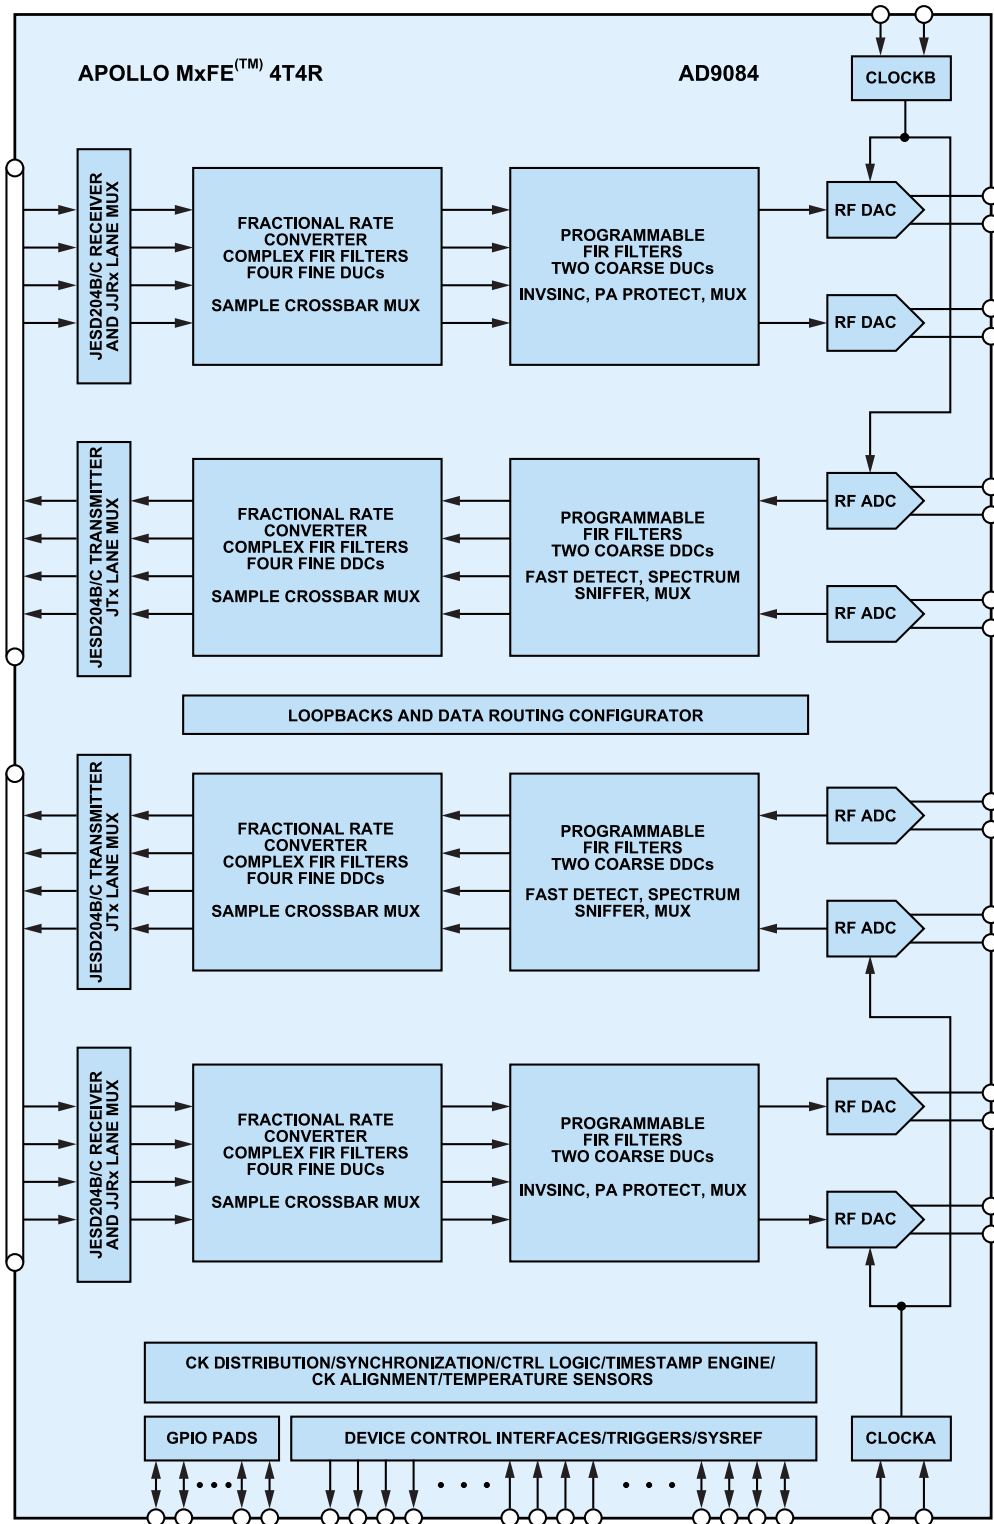 APOLLO MxFE(TM) 4T4R
AD9084
CLOCKB
JESD204B/C RECEIVER
AND JJRx LANE MUX
FRACTIONAL RATE
CONVERTER
COMPLEX FIR FILTERS
FOUR FINE DUCs
SAMPLE CROSSBAR MUX
PROGRAMMABLE
FIR FILTERS
TWO COARSE DUCs
INVSINC, PA PROTECT, MUX
RF DAC
RF DAC
JESD204B/C TRANSMITTER
JTx LANE MUX
FRACTIONAL RATE
CONVERTER
COMPLEX FIR FILTERS
FOUR FINE DDCs
SAMPLE CROSSBAR MUX
PROGRAMMABLE
FIR FILTERS
TWO COARSE DDCs
FAST DETECT, SPECTRUM
SNIFFER, MUX
RF ADC
RF ADC
LOOPBACKS AND DATA ROUTING CONFIGURATOR
JESD204B/C TRANSMITTER
JTx LANE MUX
FRACTIONAL RATE
CONVERTER
COMPLEX FIR FILTERS
FOUR FINE DDCs
SAMPLE CROSSBAR MUX
PROGRAMMABLE
FIR FILTERS
TWO COARSE DDCs
FAST DETECT, SPECTRUM
SNIFFER, MUX
RF ADC
RF ADC
JESD204B/C RECEIVER
AND JJRx LANE MUX
FRACTIONAL RATE
CONVERTER
COMPLEX FIR FILTERS
FOUR FINE DUCs
SAMPLE CROSSBAR MUX
PROGRAMMABLE
FIR FILTERS
TWO COARSE DUCs
INVSINC, PA PROTECT, MUX
RF DAC
RF DAC
CK DISTRIBUTION/SYNCHRONIZATION/CTRL LOGIC/TIMESTAMP ENGINE/
CK ALIGNMENT/TEMPERATURE SENSORS
GPIO PADS
DEVICE CONTROL INTERFACES/TRIGGERS/SYSREF
CLOCKA